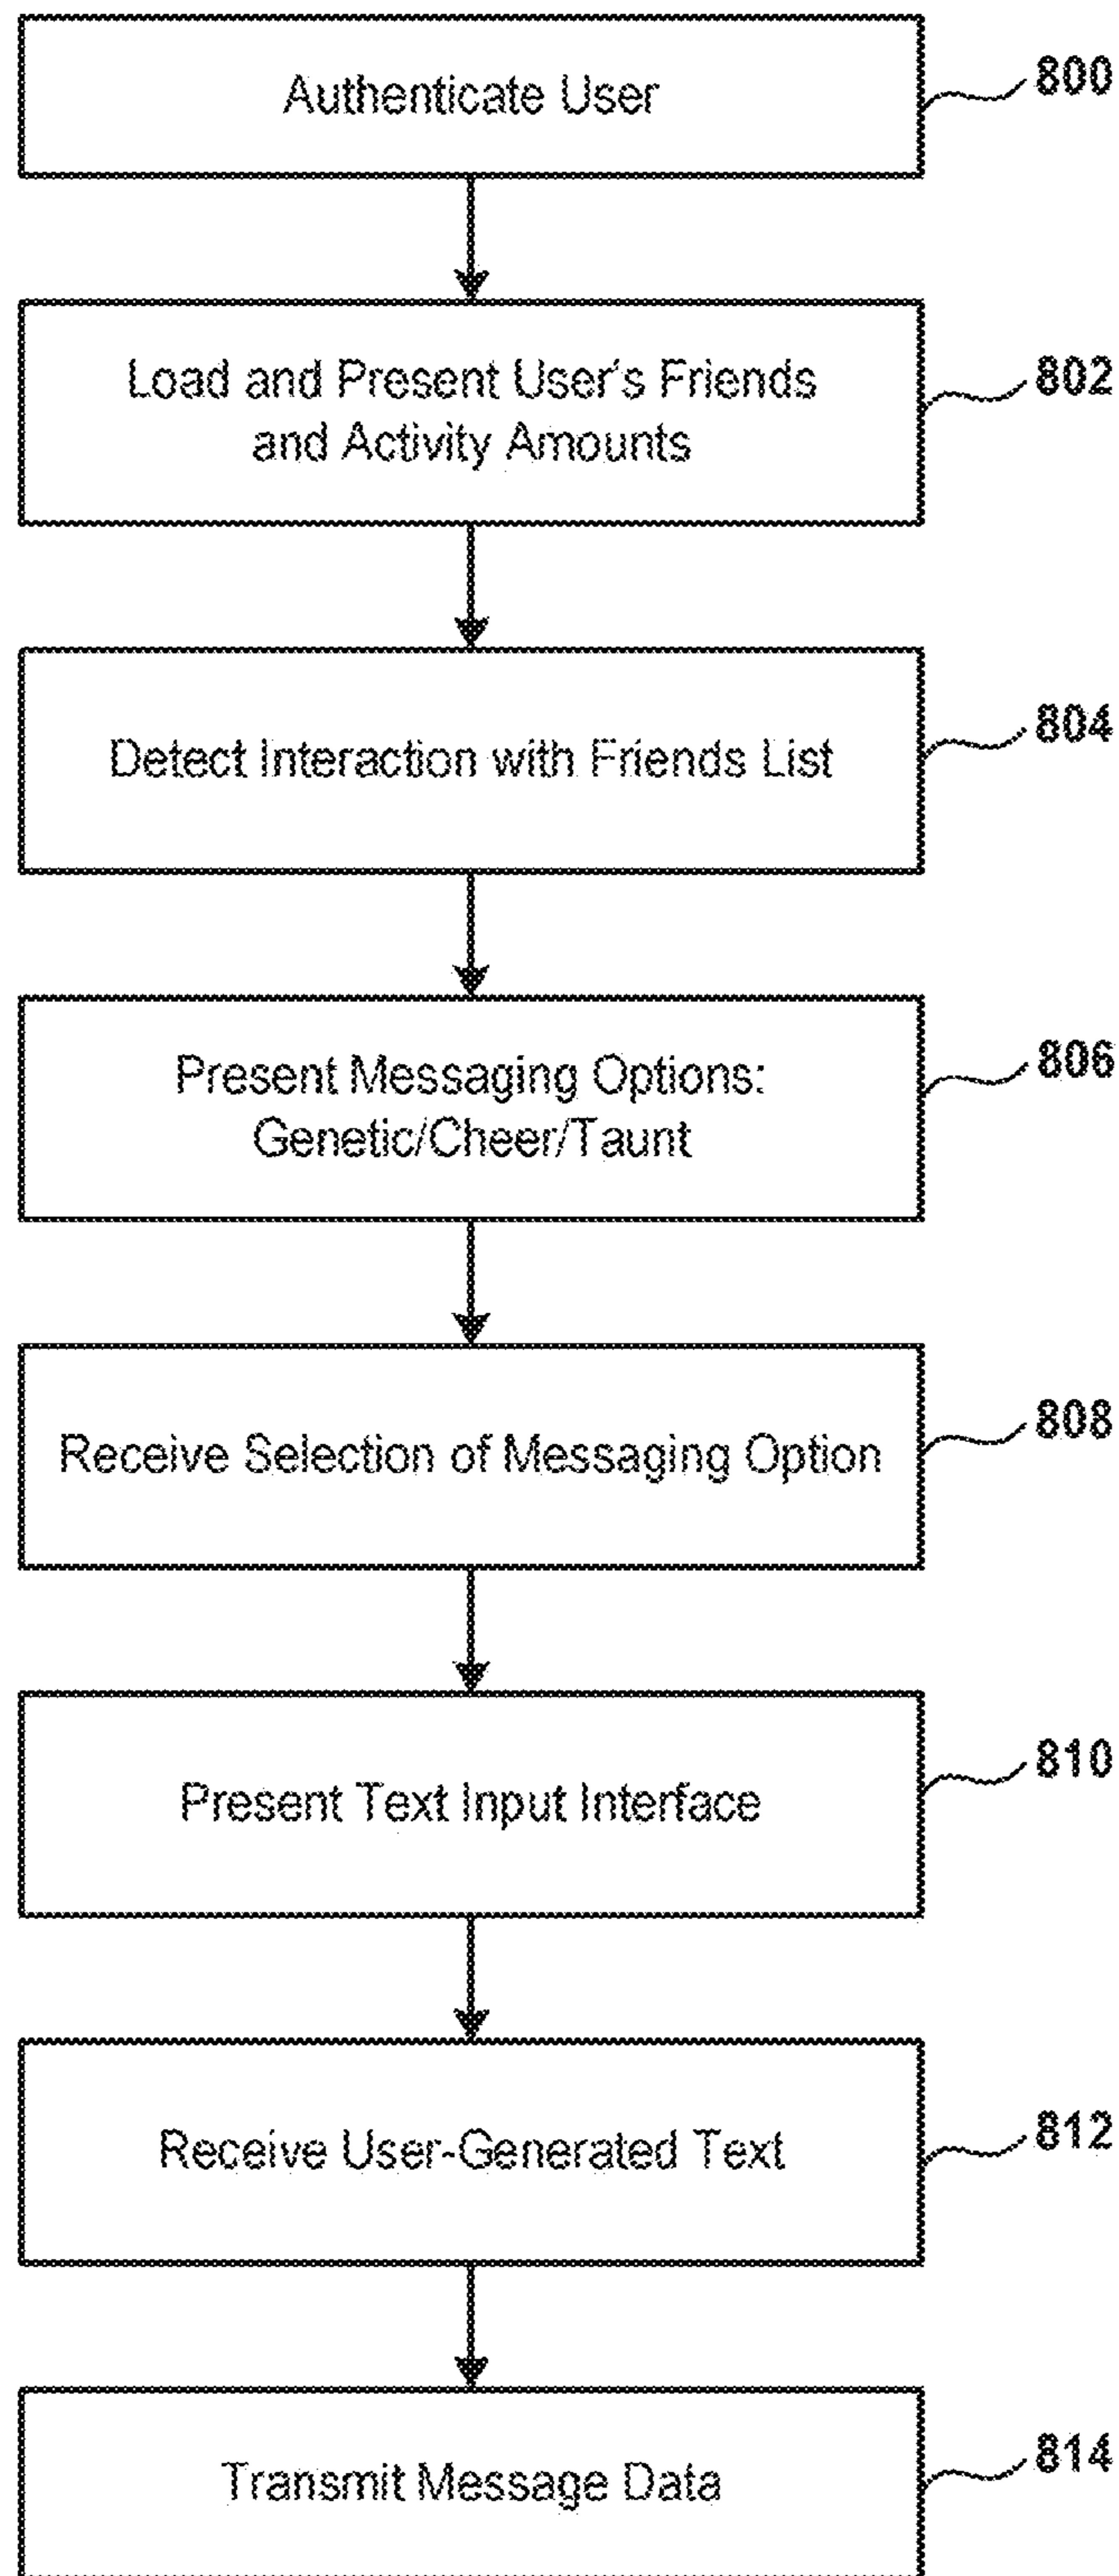 Authenticate User
800
Load and Present User's Friends
and Activity Amounts
802
Detect Interaction with Friends List
804
Present Messaging Options:
Genetic/Cheer/Taunt
806
Receive Selection of Messaging Option
808
Present Text Input Interface
810
Receive User-Generated Text
812
Transmit Message Data
814